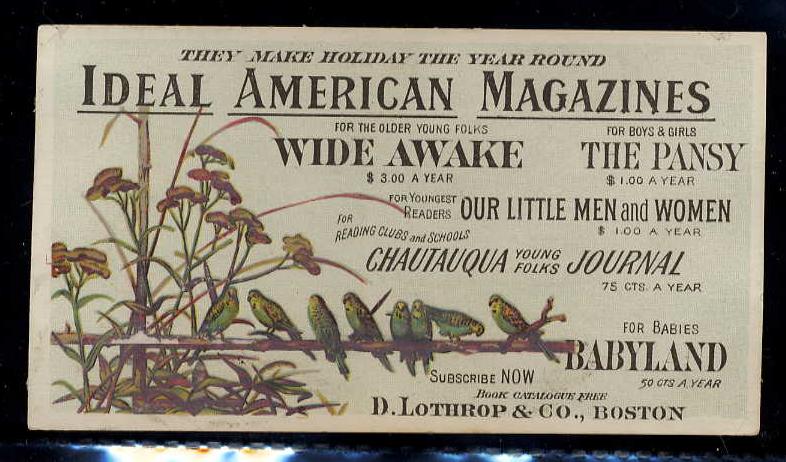 THEY MAKE HOLIDAY THE YEAR ROUND
IDEAL AMERICAN MAGAZINES
FOR THE OLDER YOUNG FOLKS
WIDE AWAKE
$ 3.00 A YEAR
FOR BOYS & GIRLS
THE PANSY
$ 1.00 A YEAR
FOR YOUNGEST
READERS
OUR LITTLE MEN and WOMEN
$ 1.00 A YEAR
FOR
READING CLUBS and SCHOOLS
CHAUTAUQUA YOUNG FOLKS JOURNAL
75 CTS. A YEAR
FOR BABIES
BABYLAND
50 CTS A YEAR
SUBSCRIBE NOW
BOOK CATALOGUE FREE
D. LOTHROP & CO., BOSTON